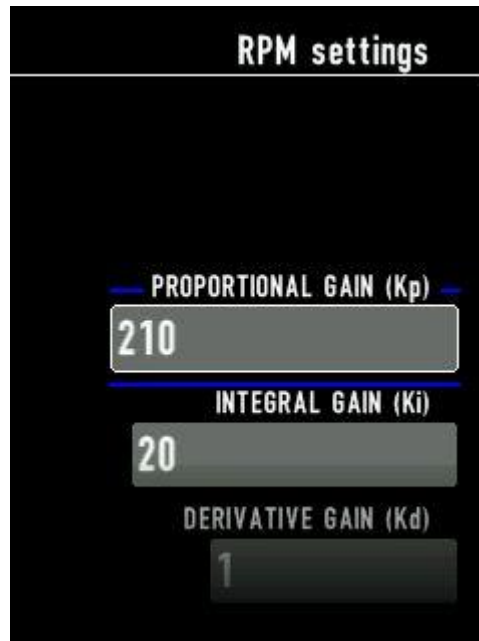 RPM settings
PROPORTIONAL GAIN (Kp)
210
INTEGRAL GAIN (Ki)
20
DERIVATIVE GAIN (Kd)
1